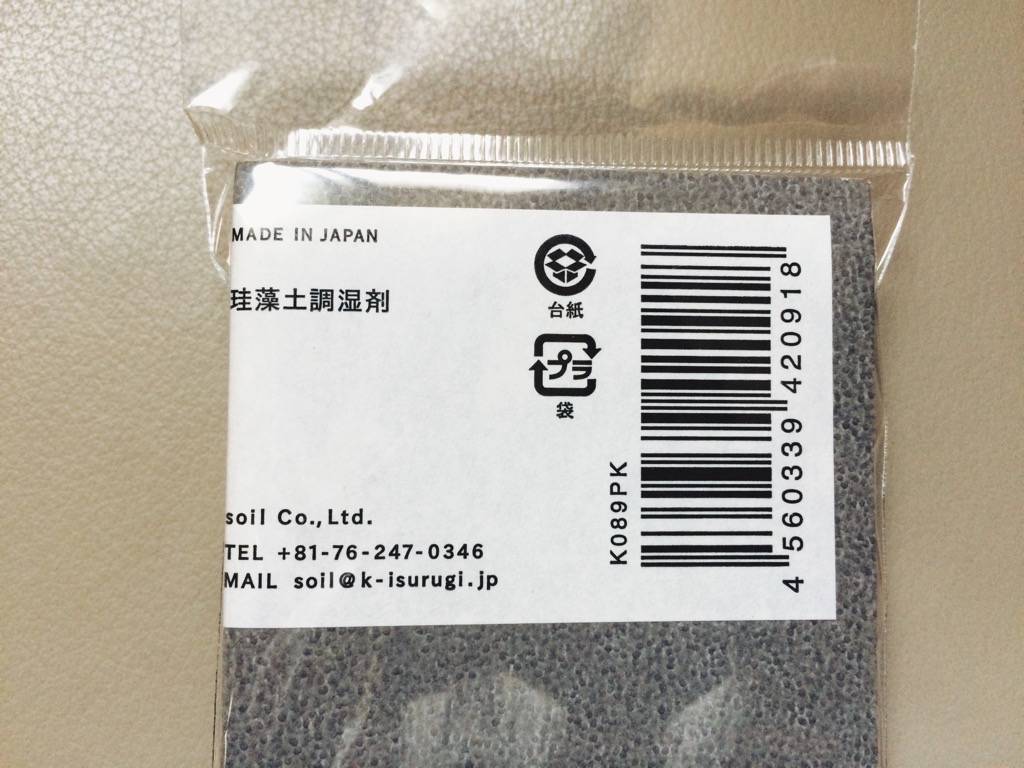 MADE IN JAPAN
珪藻土調湿剤
台紙
プラ
袋
soil Co.,Ltd.
TEL +81-76-247-0346
MAIL soil@k-isurugi.jp
K089PK
4 560339 420918